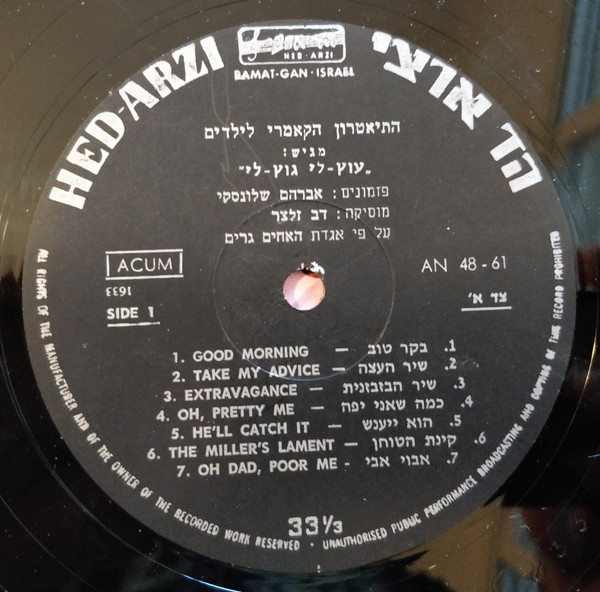 HED-ARZI
הד ארצי
HED-ARZI
RAMAT-GAN · ISRAEL
התיאטרון הקאמרי לילדים
מגיש:
„עוץ-לי גוץ-לי"
פזמונים: אברהם שלונסקי
מוסיקה: דב זלצר
על פי אגדת האחים גרים
ACUM
AN 48-61
1633
SIDE 1
צד א׳
1. GOOD MORNING — בקר טוב .1
2. TAKE MY ADVICE — שיר העצה .2
3. EXTRAVAGANCE — שיר הבזבזנית .3
4. OH, PRETTY ME — כמה שאני יפה .4
5. HE'LL CATCH IT — הוא ייענש .5
6. THE MILLER'S LAMENT — קינת הטוחן .6
7. OH DAD, POOR ME - אבוי אבי .7
33⅓
ALL RIGHTS OF THE MANUFACTURER AND OF THE OWNER OF THE RECORDED WORK RESERVED · UNAUTHORISED PUBLIC PERFORMANCE BROADCASTING AND COPYING OF THIS RECORD PROHIBITED